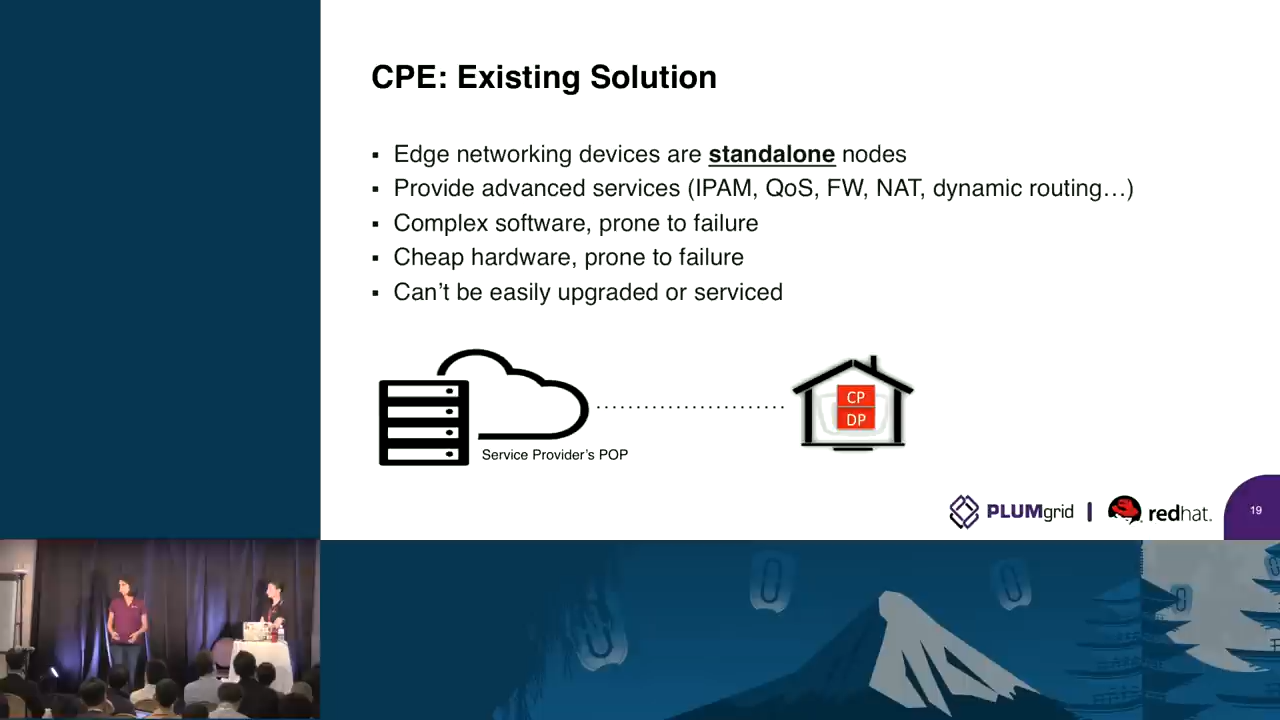 CPE: Existing Solution
▪ Edge networking devices are standalone nodes
▪ Provide advanced services (IPAM, QoS, FW, NAT, dynamic routing…)
▪ Complex software, prone to failure
▪ Cheap hardware, prone to failure
▪ Can’t be easily upgraded or serviced
CP
DP
Service Provider’s POP
PLUMgrid | redhat.
19